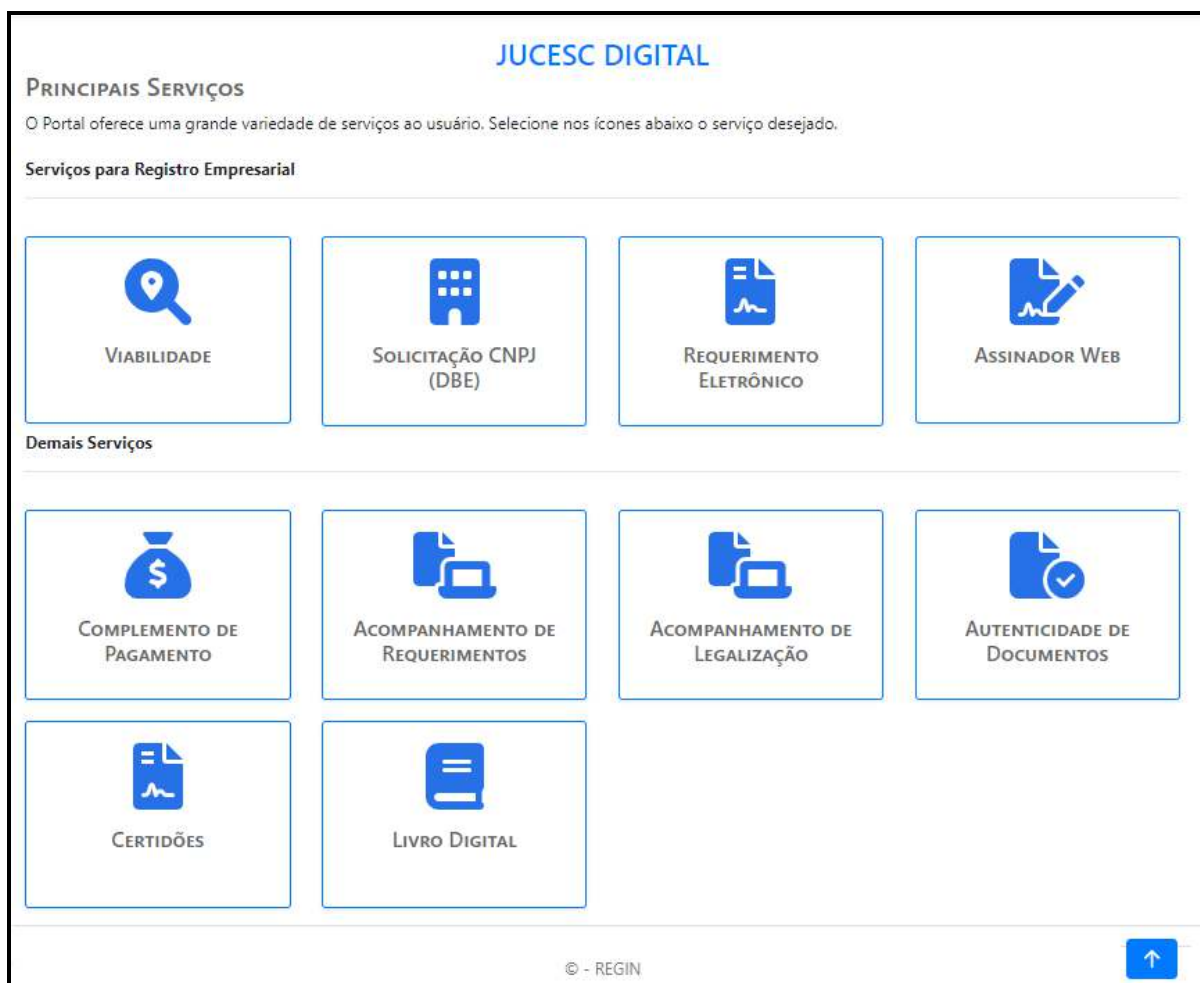 JUCESC DIGITAL
PRINCIPAIS SERVIÇOS
O Portal oferece uma grande variedade de serviços ao usuário. Selecione nos ícones abaixo o serviço desejado.
Serviços para Registro Empresarial
VIABILIDADE
SOLICITAÇÃO CNPJ
(DBE)
REQUERIMENTO
ELETRÔNICO
ASSINADOR WEB
Demais Serviços
$
COMPLEMENTO DE
PAGAMENTO
ACOMPANHAMENTO DE
REQUERIMENTOS
ACOMPANHAMENTO DE
LEGALIZAÇÃO
AUTENTICIDADE DE
DOCUMENTOS
CERTIDÕES
LIVRO DIGITAL
© - REGIN